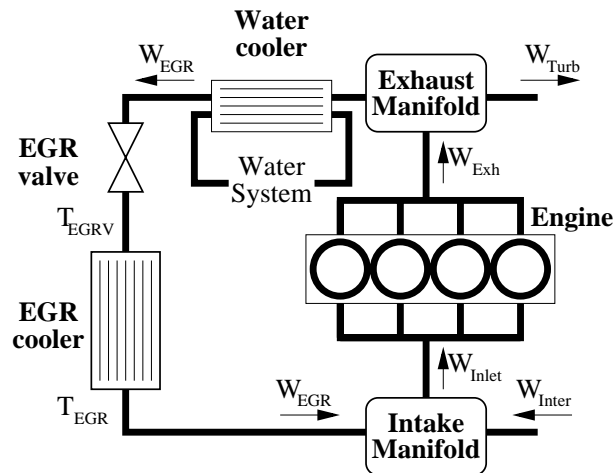 Water
cooler
W_EGR
W_Turb
Exhaust
Manifold
EGR
valve
Water
System
W_Exh
T_EGRV
Engine
EGR
cooler
W_Inlet
T_EGR
W_EGR
W_Inter
Intake
Manifold